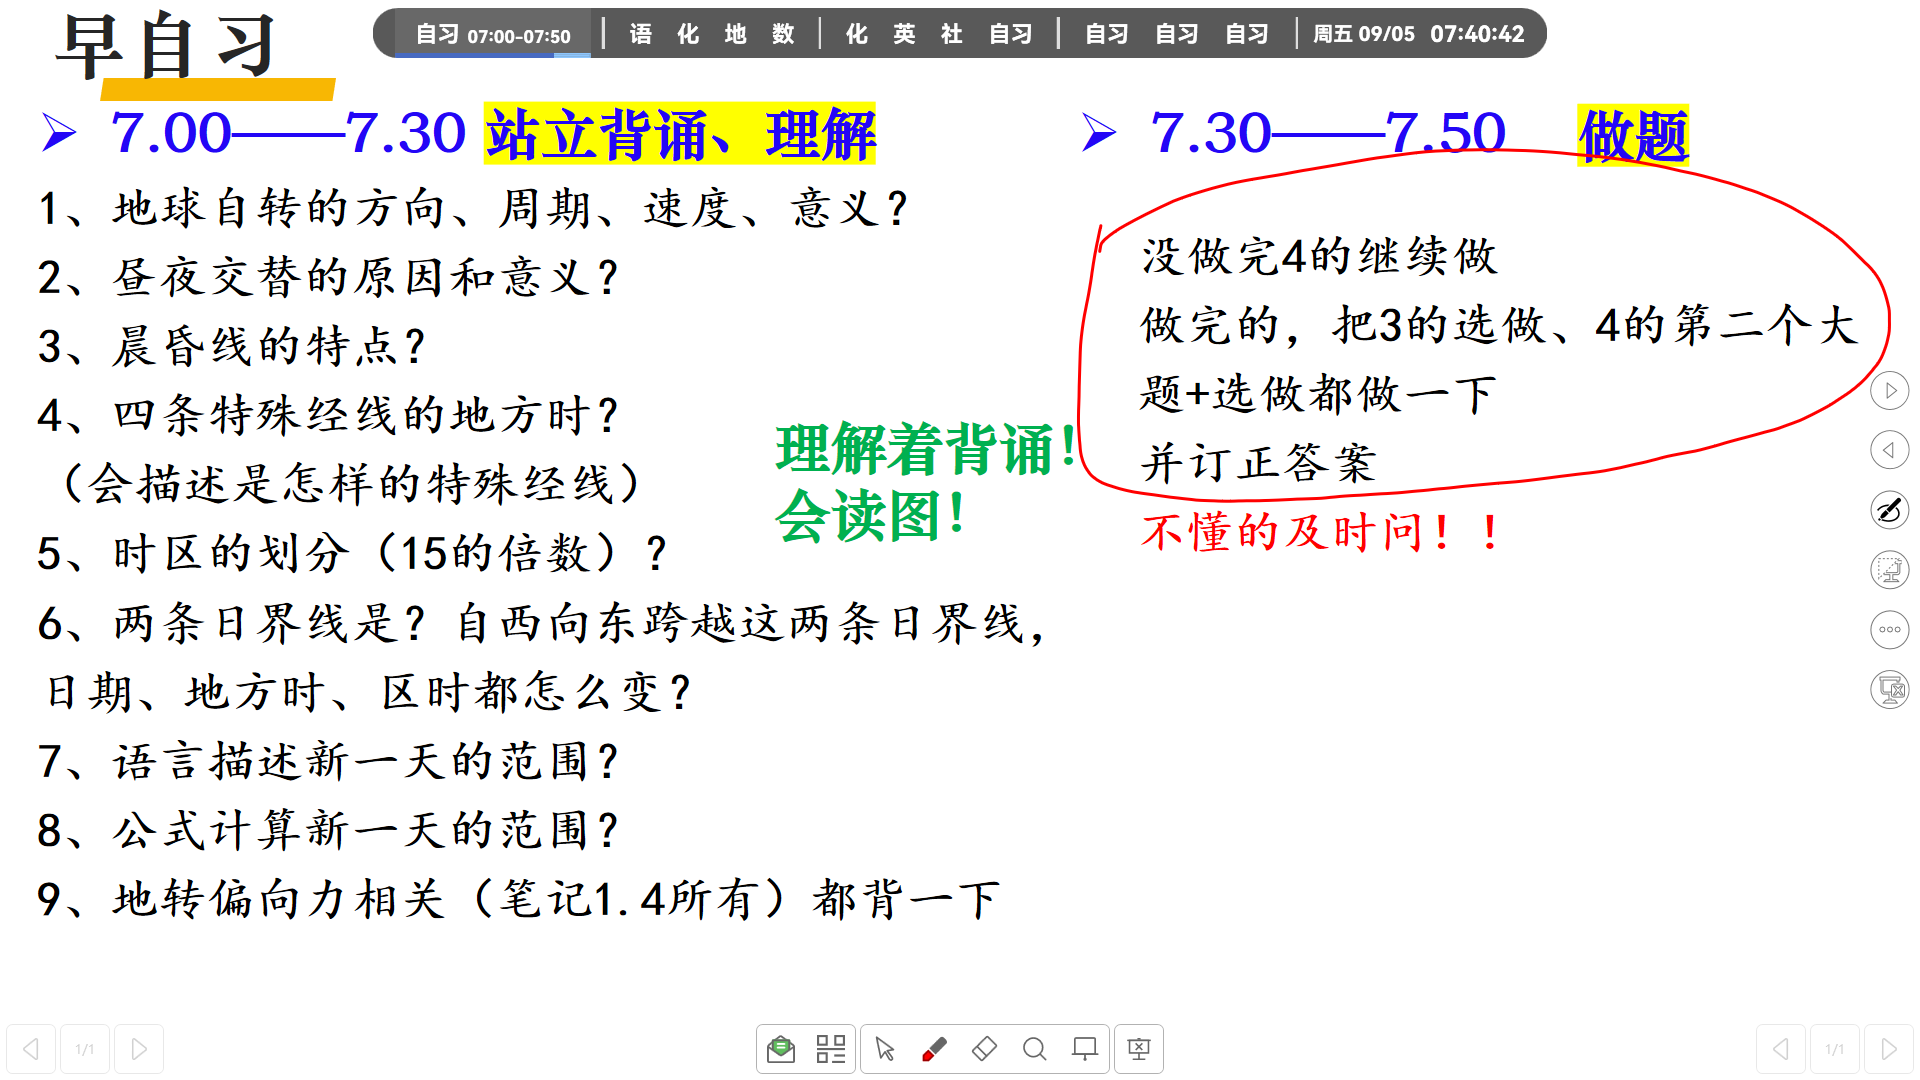 早自习
自习 07:00-07:50 | 语 化 地 数 | 化 英 社 自习 | 自习 自习 自习 | 周五 09/05 07:40:42
7.00——7.30 站立背诵、理解
1、地球自转的方向、周期、速度、意义？
2、昼夜交替的原因和意义？
3、晨昏线的特点？
4、四条特殊经线的地方时？
（会描述是怎样的特殊经线）
5、时区的划分（15的倍数）？
6、两条日界线是？自西向东跨越这两条日界线，
日期、地方时、区时都怎么变？
7、语言描述新一天的范围？
8、公式计算新一天的范围？
9、地转偏向力相关（笔记1.4所有）都背一下
理解着背诵！
会读图！
7.30——7.50 做题
没做完4的继续做
做完的，把3的选做、4的第二个大
题+选做都做一下
并订正答案
不懂的及时问！！
1/1
1/1